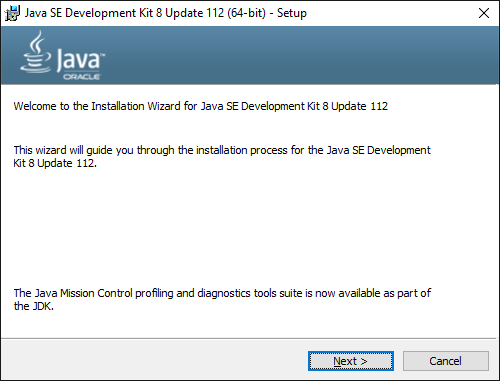 Java SE Development Kit 8 Update 112 (64-bit) - Setup
Java
ORACLE
Welcome to the Installation Wizard for Java SE Development Kit 8 Update 112
This wizard will guide you through the installation process for the Java SE Development
Kit 8 Update 112.
The Java Mission Control profiling and diagnostics tools suite is now available as part of
the JDK.
Next >
Cancel